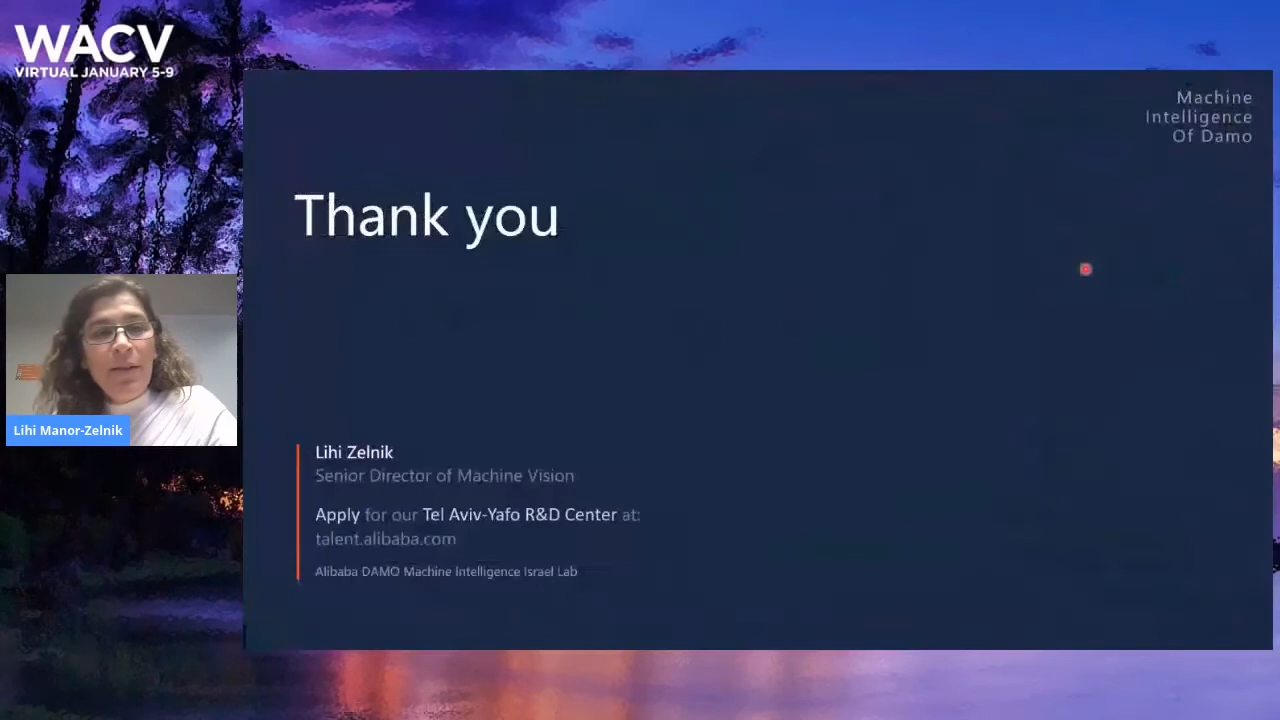 WACV
VIRTUAL JANUARY 5-9
Machine
Intelligence
Of Damo
Thank you
Lihi Manor-Zelnik
Lihi Zelnik
Senior Director of Machine Vision
Apply for our Tel Aviv-Yafo R&D Center at:
talent.alibaba.com
Alibaba DAMO Machine Intelligence Israel Lab